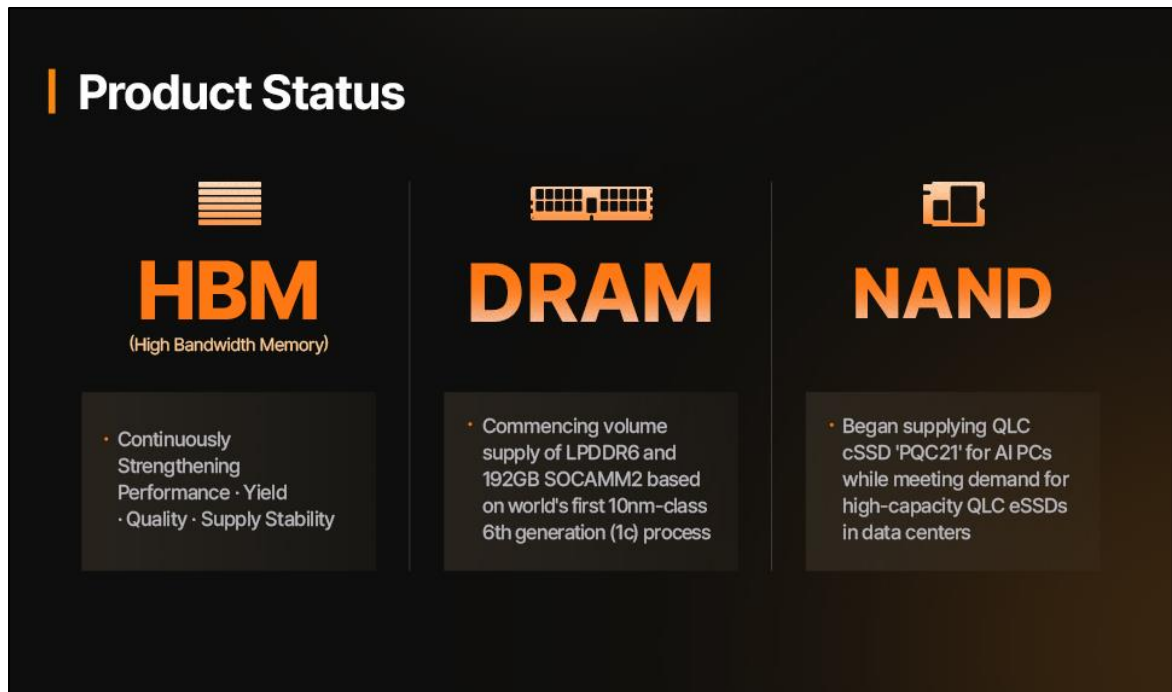 Product Status
HBM
(High Bandwidth Memory)
· Continuously
Strengthening
Performance · Yield
· Quality · Supply Stability
DRAM
· Commencing volume
supply of LPDDR6 and
192GB SOCAMM2 based
on world's first 10nm-class
6th generation (1c) process
NAND
· Began supplying QLC
cSSD 'PQC21' for AI PCs
while meeting demand for
high-capacity QLC eSSDs
in data centers